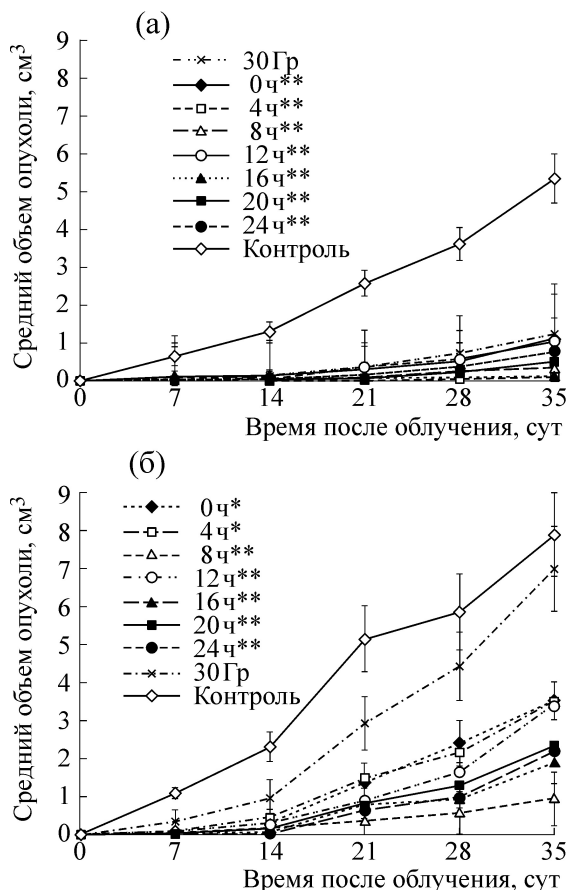 (а)
Средний объем опухоли, см³
9
8
7
6
5
4
3
2
1
0
30 Гр
0 ч**
4 ч**
8 ч**
12 ч**
16 ч**
20 ч**
24 ч**
Контроль
0 7 14 21 28 35
Время после облучения, сут
(б)
Средний объем опухоли, см³
9
8
7
6
5
4
3
2
1
0
0 ч*
4 ч*
8 ч**
12 ч**
16 ч**
20 ч**
24 ч**
30 Гр
Контроль
0 7 14 21 28 35
Время после облучения, сут